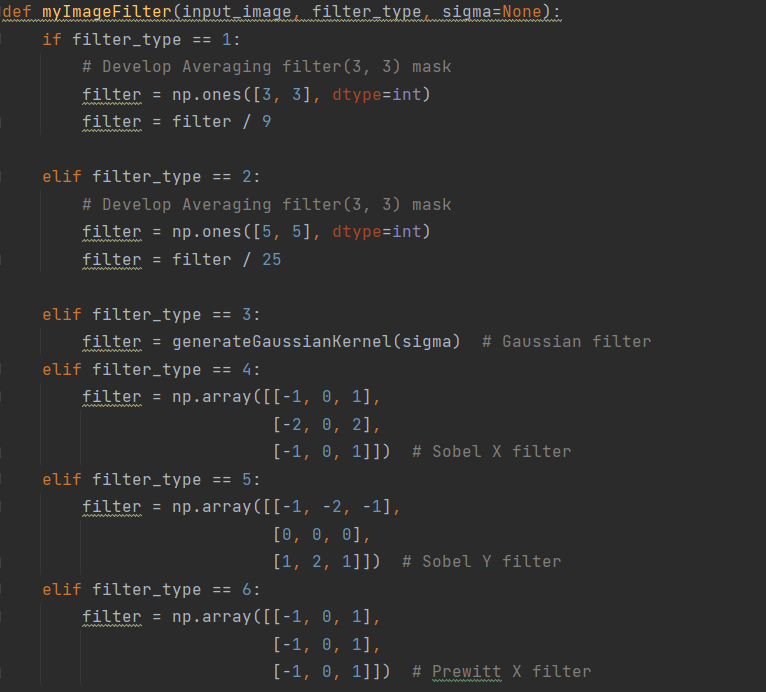 def myImageFilter(input_image, filter_type, sigma=None):
    if filter_type == 1:
        # Develop Averaging filter(3, 3) mask
        filter = np.ones([3, 3], dtype=int)
        filter = filter / 9
    elif filter_type == 2:
        # Develop Averaging filter(3, 3) mask
        filter = np.ones([5, 5], dtype=int)
        filter = filter / 25
    elif filter_type == 3:
        filter = generateGaussianKernel(sigma)  # Gaussian filter
    elif filter_type == 4:
        filter = np.array([[-1, 0, 1],
                           [-2, 0, 2],
                           [-1, 0, 1]])  # Sobel X filter
    elif filter_type == 5:
        filter = np.array([[-1, -2, -1],
                           [0, 0, 0],
                           [1, 2, 1]])  # Sobel Y filter
    elif filter_type == 6:
        filter = np.array([[-1, 0, 1],
                           [-1, 0, 1],
                           [-1, 0, 1]])  # Prewitt X filter